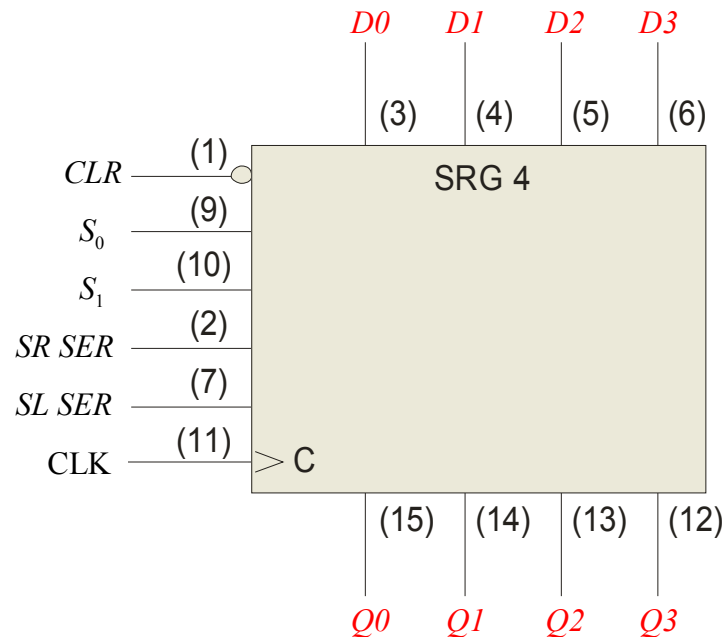 D0 D1 D2 D3
(3) (4) (5) (6)
CLR (1)
SRG 4
S0 (9)
S1 (10)
SR SER (2)
SL SER (7)
CLK (11) C
(15) (14) (13) (12)
Q0 Q1 Q2 Q3